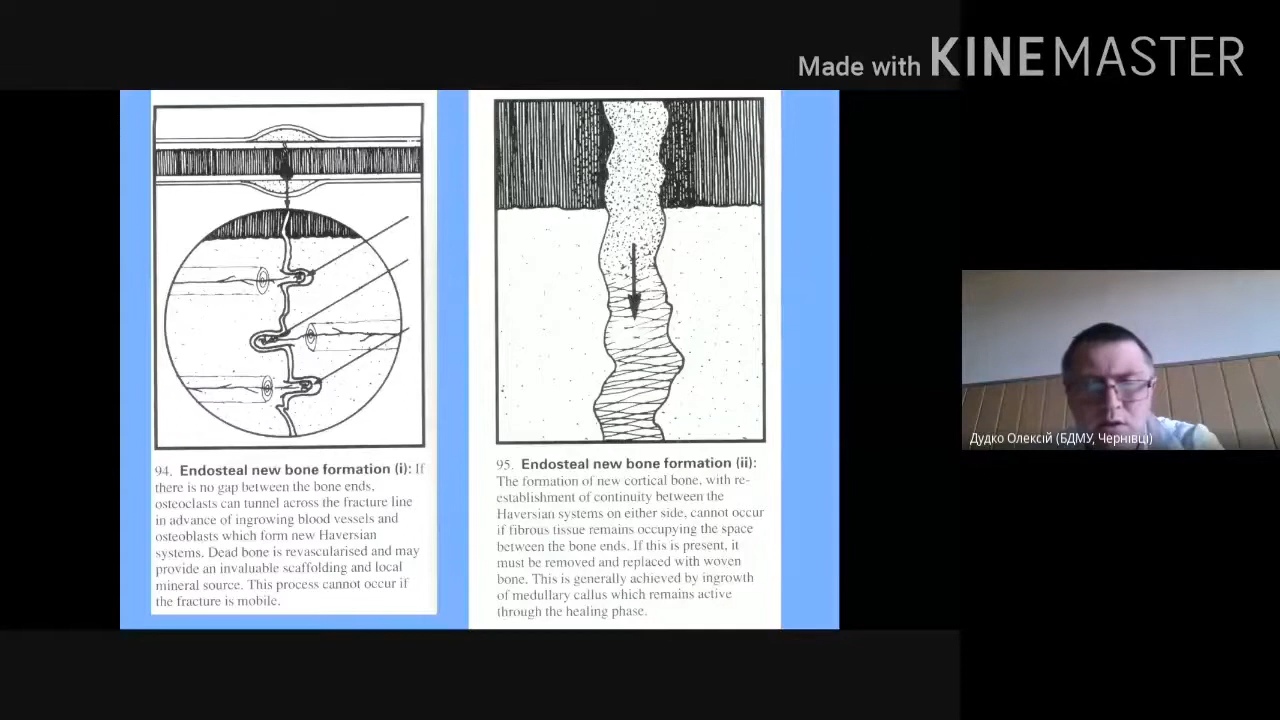 Made with KINEMASTER
94. Endosteal new bone formation (i): If
there is no gap between the bone ends,
osteoclasts can tunnel across the fracture line
in advance of ingrowing blood vessels and
osteoblasts which form new Haversian
systems. Dead bone is revascularised and may
provide an invaluable scaffolding and local
mineral source. This process cannot occur if
the fracture is mobile.
95. Endosteal new bone formation (ii):
The formation of new cortical bone, with re-
establishment of continuity between the
Haversian systems on either side, cannot occur
if fibrous tissue remains occupying the space
between the bone ends. If this is present, it
must be removed and replaced with woven
bone. This is generally achieved by ingrowth
of medullary callus which remains active
through the healing phase.
Дудко Олексій (БДМУ, Чернівці)